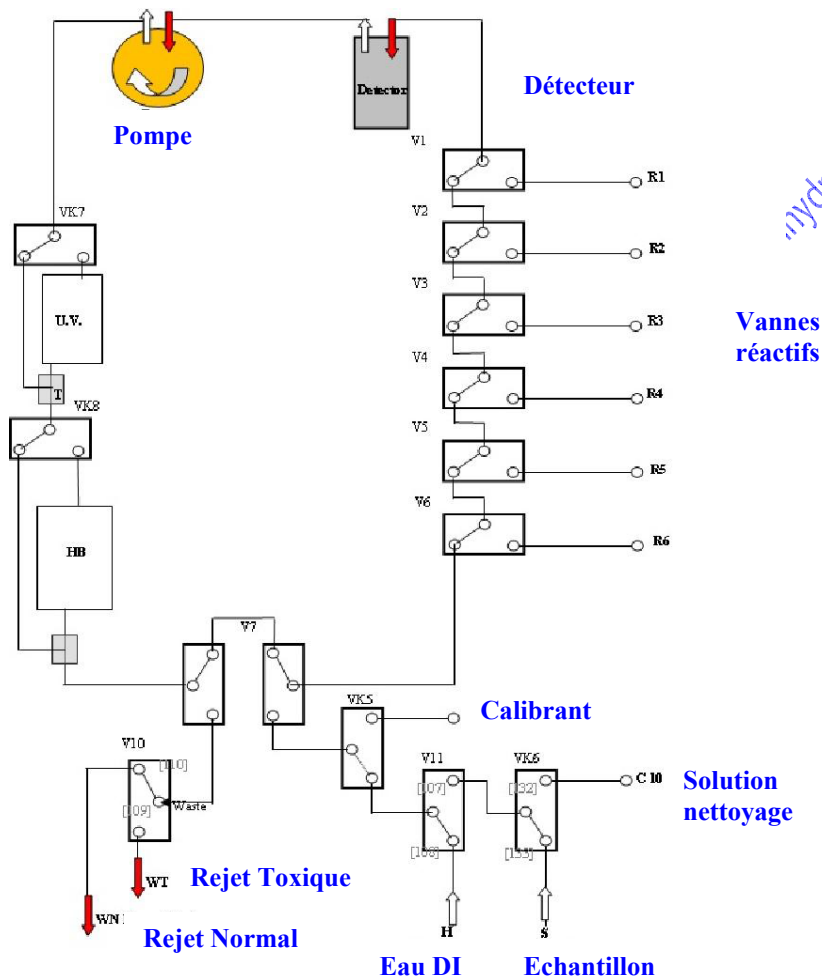 Detector
Détecteur
Pompe
V1
R1
V2
R2
VK7
V3
R3
U.V.
Vannes
réactifs
V4
R4
T
VK8
V5
R5
V6
R6
HB
V7
VK5
Calibrant
V10
V11
VK6
[110]
[107]
[132]
C10
Solution
nettoyage
[109]
Waste
[108]
[133]
WT
Rejet Toxique
WN
Rejet Normal
H
S
Eau DI
Echantillon